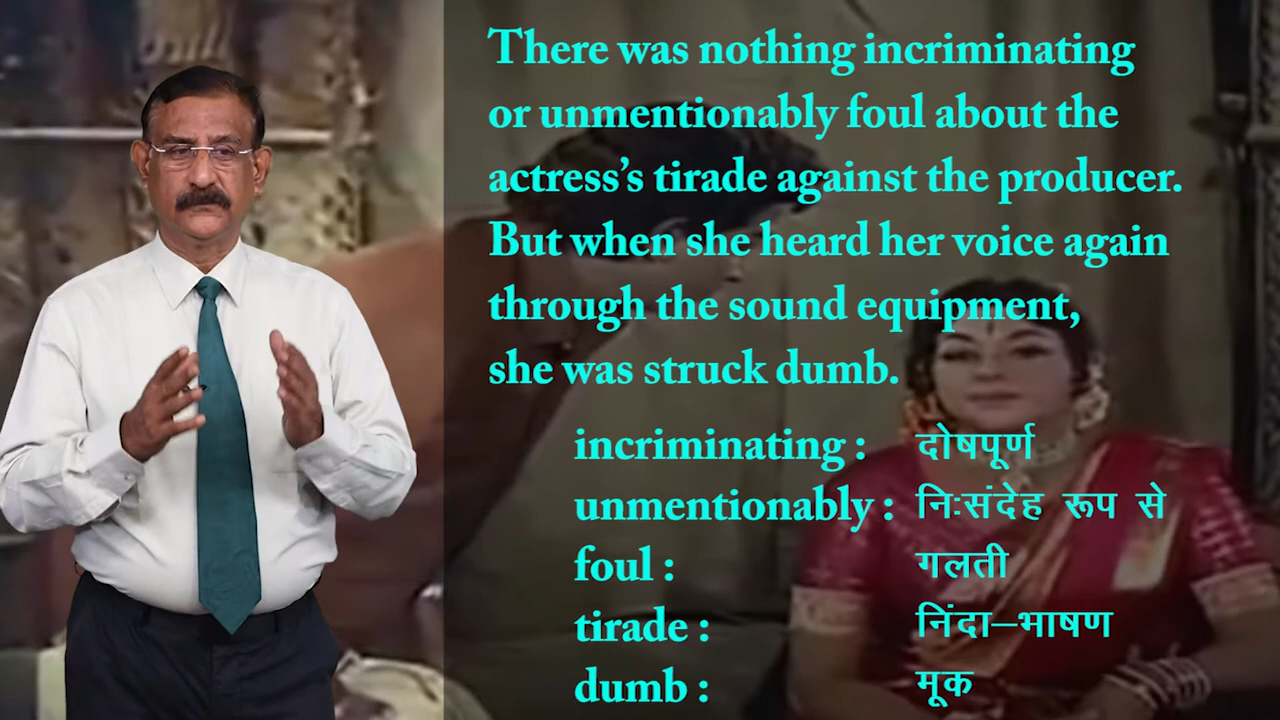 There was nothing incriminating
or unmentionably foul about the
actress’s tirade against the producer.
But when she heard her voice again
through the sound equipment,
she was struck dumb.
incriminating : दोषपूर्ण
unmentionably : निःसंदेह रूप से
foul : गलती
tirade : निंदा–भाषण
dumb : मूक